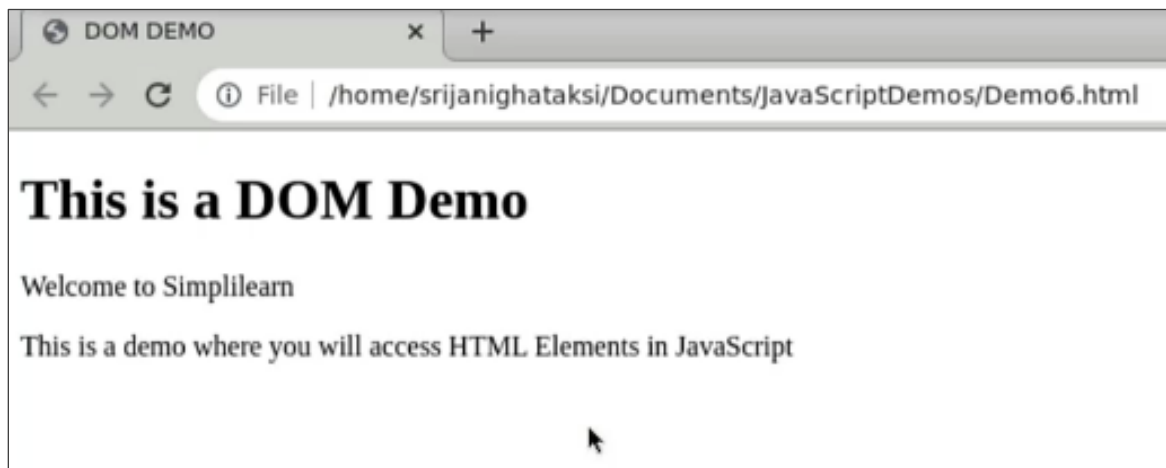 DOM DEMO
File /home/srijanighataksi/Documents/JavaScriptDemos/Demo6.html
This is a DOM Demo
Welcome to Simplilearn
This is a demo where you will access HTML Elements in JavaScript